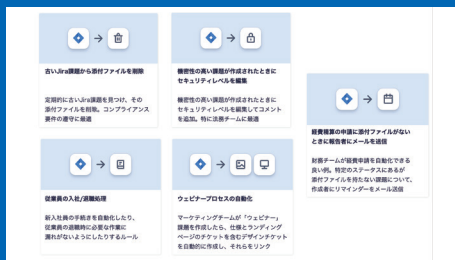 古いJira課題から添付ファイルを削除
定期的に古いJira課題を見つけ、その
添付ファイルを削除。コンプライアンス
要件の遵守に最適
機密性の高い課題が作成されたときに
セキュリティレベルを編集
機密性の高い課題が作成されたときに
セキュリティレベルを編集してコメント
を追加。特に法務チームに最適
経費精算の申請に添付ファイルがない
ときに報告者にメールを送信
財務チームが経費申請を自動化できる
良い例。特定のステータスにあるが
添付ファイルを持たない課題について、
作成者にリマインダーをメール送信
従業員の入社/退職処理
新入社員の手続きを自動化したり、
従業員の退職時に必要な作業に
漏れがないようにしたりするルール
ウェビナープロセスの自動化
マーケティングチームが「ウェビナー」
課題を作成したら、仕様とランディング
ページのチケットを含むデザインチケット
を自動的に作成し、それらをリンク